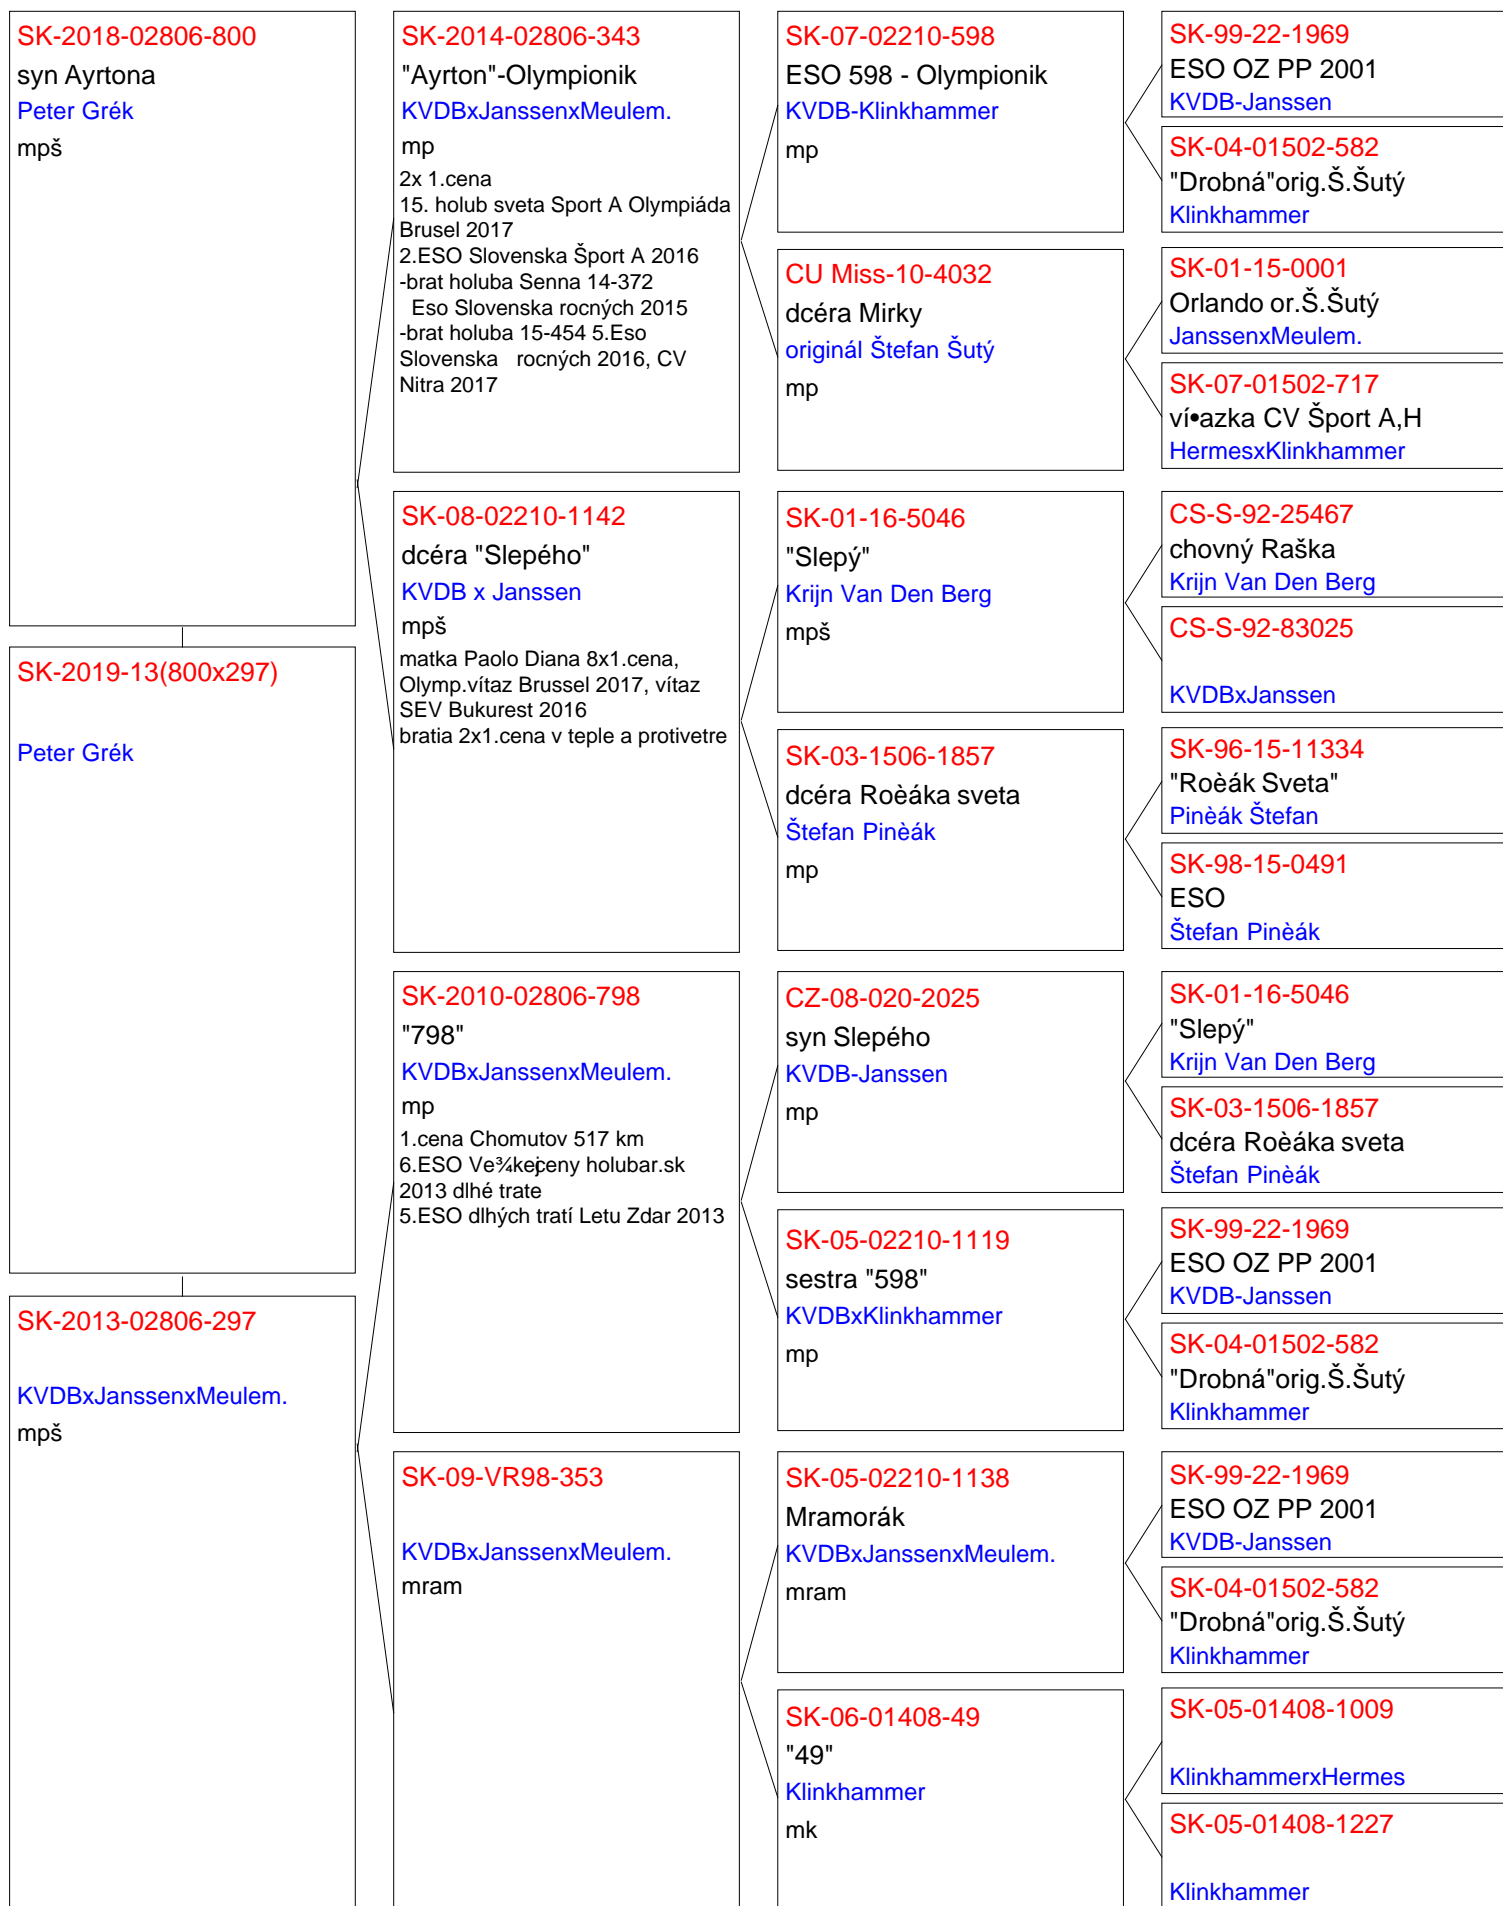 SK-2018-02806-800
syn Ayrtona
Peter Grék
mpš
SK-2019-13(800x297)
Peter Grék
SK-2013-02806-297
KVDBxJanssenxMeulem.
mpš
SK-2014-02806-343
"Ayrton"-Olympionik
KVDBxJanssenxMeulem.
mp
2x 1.cena
15. holub sveta Sport A Olympiáda
Brusel 2017
2.ESO Slovenska Šport A 2016
-brat holuba Senna 14-372
Eso Slovenska rocných 2015
-brat holuba 15-454 5.Eso
Slovenska rocných 2016, CV
Nitra 2017
SK-08-02210-1142
dcéra "Slepého"
KVDB x Janssen
mpš
matka Paolo Diana 8x1.cena,
Olymp.vítaz Brussel 2017, vítaz
SEV Bukurest 2016
bratia 2x1.cena v teple a protivetre
SK-2010-02806-798
"798"
KVDBxJanssenxMeulem.
mp
1.cena Chomutov 517 km
6.ESO Ve¾kejceny holubar.sk
2013 dlhé trate
5.ESO dlhých tratí Letu Zdar 2013
SK-09-VR98-353
KVDBxJanssenxMeulem.
mram
SK-07-02210-598
ESO 598 - Olympionik
KVDB-Klinkhammer
mp
CU Miss-10-4032
dcéra Mirky
originál Štefan Šutý
mp
SK-01-16-5046
"Slepý"
Krijn Van Den Berg
mpš
SK-03-1506-1857
dcéra Roèáka sveta
Štefan Pinèák
mp
CZ-08-020-2025
syn Slepého
KVDB-Janssen
mp
SK-05-02210-1119
sestra "598"
KVDBxKlinkhammer
mp
SK-05-02210-1138
Mramorák
KVDBxJanssenxMeulem.
mram
SK-06-01408-49
"49"
Klinkhammer
mk
SK-99-22-1969
ESO OZ PP 2001
KVDB-Janssen
SK-04-01502-582
"Drobná"orig.Š.Šutý
Klinkhammer
SK-01-15-0001
Orlando or.Š.Šutý
JanssenxMeulem.
SK-07-01502-717
ví•azka CV Šport A,H
HermesxKlinkhammer
CS-S-92-25467
chovný Raška
Krijn Van Den Berg
CS-S-92-83025
KVDBxJanssen
SK-96-15-11334
"Roèák Sveta"
Pinèák Štefan
SK-98-15-0491
ESO
Štefan Pinèák
SK-01-16-5046
"Slepý"
Krijn Van Den Berg
SK-03-1506-1857
dcéra Roèáka sveta
Štefan Pinèák
SK-99-22-1969
ESO OZ PP 2001
KVDB-Janssen
SK-04-01502-582
"Drobná"orig.Š.Šutý
Klinkhammer
SK-99-22-1969
ESO OZ PP 2001
KVDB-Janssen
SK-04-01502-582
"Drobná"orig.Š.Šutý
Klinkhammer
SK-05-01408-1009
KlinkhammerxHermes
SK-05-01408-1227
Klinkhammer